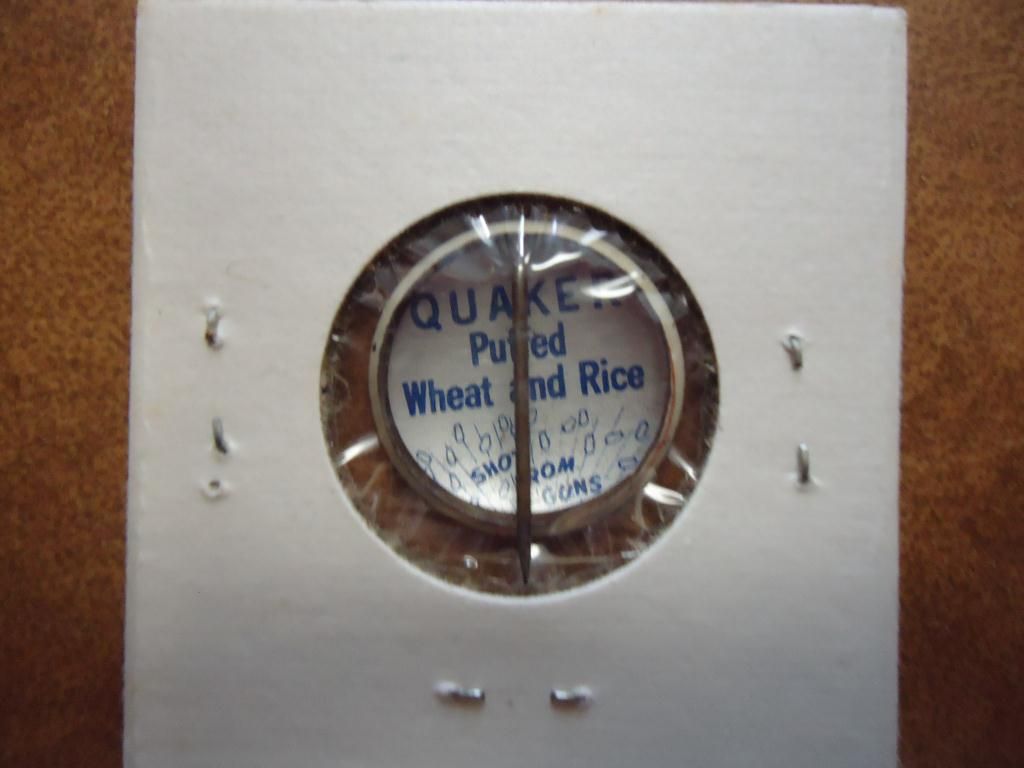 QUAKER
Puffed
Wheat and Rice
SHOT FROM
GUNS